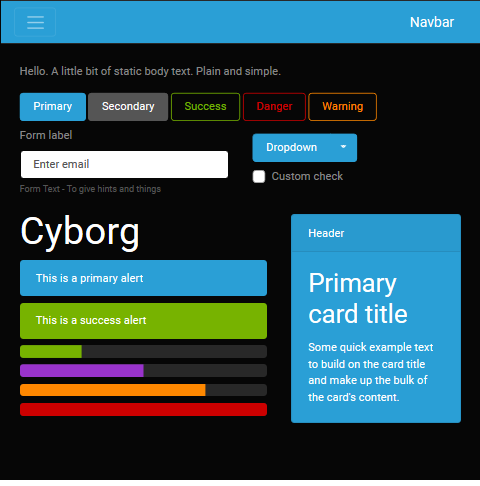 Navbar
Hello. A little bit of static body text. Plain and simple.
Primary Secondary Success Danger Warning
Form label
Enter email
Form Text - To give hints and things
Dropdown
Custom check
Cyborg
This is a primary alert
This is a success alert
Header
Primary
card title
Some quick example text
to build on the card title
and make up the bulk of
the card's content.